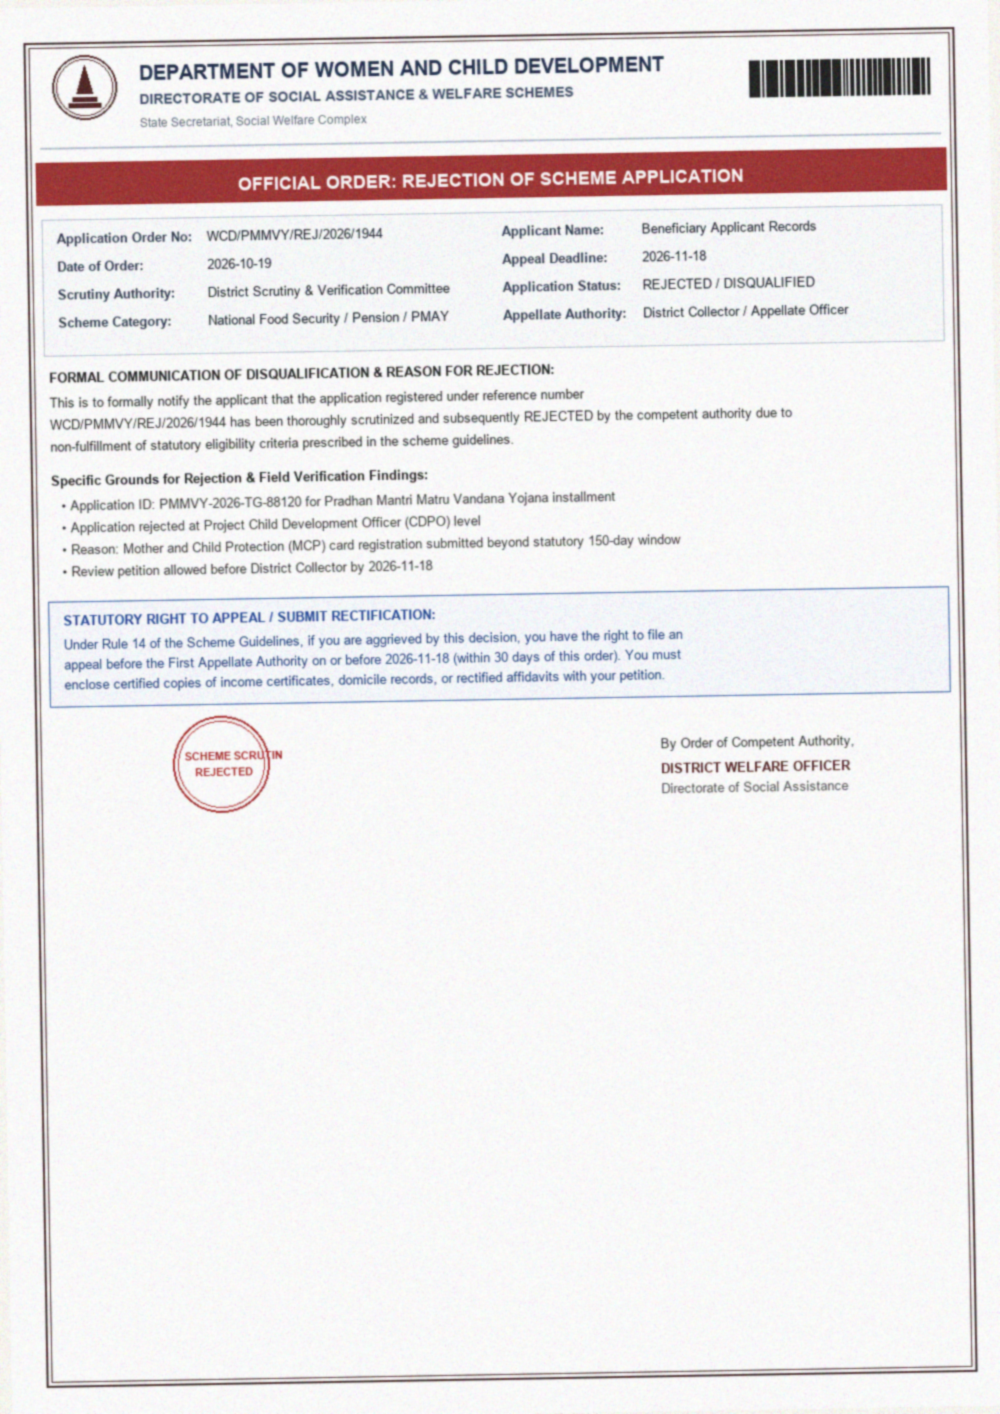 DEPARTMENT OF WOMEN AND CHILD DEVELOPMENT
DIRECTORATE OF SOCIAL ASSISTANCE & WELFARE SCHEMES
State Secretariat, Social Welfare Complex
OFFICIAL ORDER: REJECTION OF SCHEME APPLICATION
Application Order No: WCD/PMMVY/REJ/2026/1944
Applicant Name: Beneficiary Applicant Records
Date of Order: 2026-10-19
Appeal Deadline: 2026-11-18
Scrutiny Authority: District Scrutiny & Verification Committee
Application Status: REJECTED / DISQUALIFIED
Scheme Category: National Food Security / Pension / PMAY
Appellate Authority: District Collector / Appellate Officer
FORMAL COMMUNICATION OF DISQUALIFICATION & REASON FOR REJECTION:
This is to formally notify the applicant that the application registered under reference number
WCD/PMMVY/REJ/2026/1944 has been thoroughly scrutinized and subsequently REJECTED by the competent authority due to
non-fulfillment of statutory eligibility criteria prescribed in the scheme guidelines.
Specific Grounds for Rejection & Field Verification Findings:
• Application ID: PMMVY-2026-TG-88120 for Pradhan Mantri Matru Vandana Yojana installment
• Application rejected at Project Child Development Officer (CDPO) level
• Reason: Mother and Child Protection (MCP) card registration submitted beyond statutory 150-day window
• Review petition allowed before District Collector by 2026-11-18
STATUTORY RIGHT TO APPEAL / SUBMIT RECTIFICATION:
Under Rule 14 of the Scheme Guidelines, if you are aggrieved by this decision, you have the right to file an
appeal before the First Appellate Authority on or before 2026-11-18 (within 30 days of this order). You must
enclose certified copies of income certificates, domicile records, or rectified affidavits with your petition.
SCHEME SCRUTIN
REJECTED
By Order of Competent Authority,
DISTRICT WELFARE OFFICER
Directorate of Social Assistance